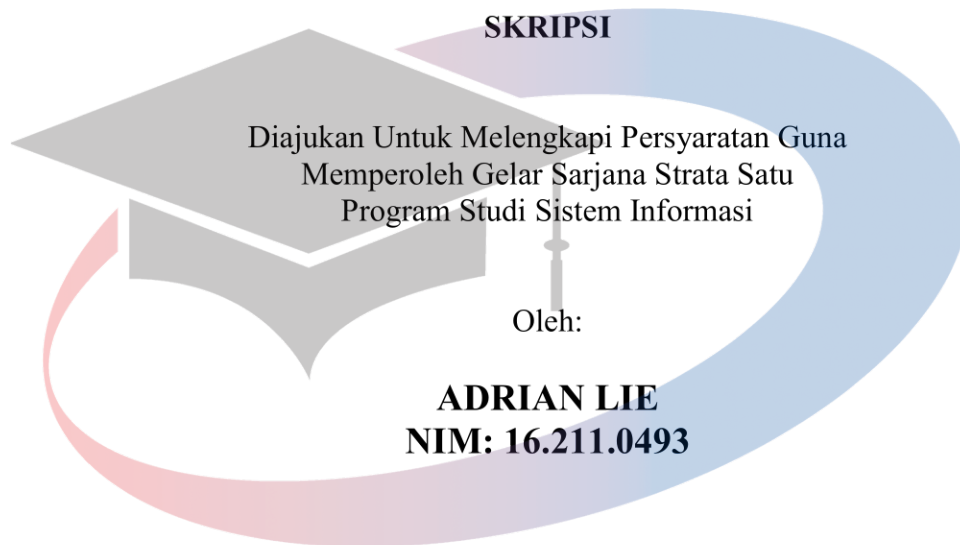 SKRIPSI
Diajukan Untuk Melengkapi Persyaratan Guna
Memperoleh Gelar Sarjana Strata Satu
Program Studi Sistem Informasi
Oleh:
ADRIAN LIE
NIM: 16.211.0493